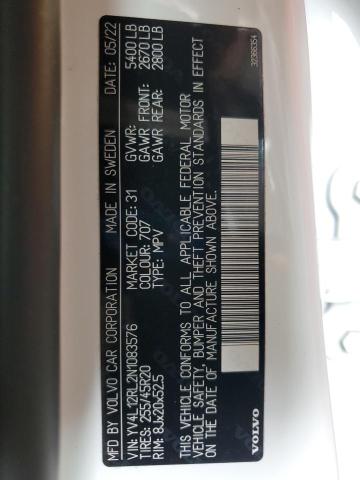 MFD BY VOLVO CAR CORPORATION MADE IN SWEDEN DATE: 05/22
VIN: YV4L12RL2N1083576 MARKET CODE: 31 GVWR: 5400 LB
TIRES: 255/45R20 COLOUR: 707 GAWR FRONT: 2670 LB
RIM: 8Jx20x52.5 TYPE: MPV GAWR REAR: 2800 LB
THIS VEHICLE CONFORMS TO ALL APPLICABLE FEDERAL MOTOR
VEHICLE SAFETY, BUMPER AND THEFT PREVENTION STANDARDS IN EFFECT
ON THE DATE OF MANUFACTURE SHOWN ABOVE.
VOLVO
32366354